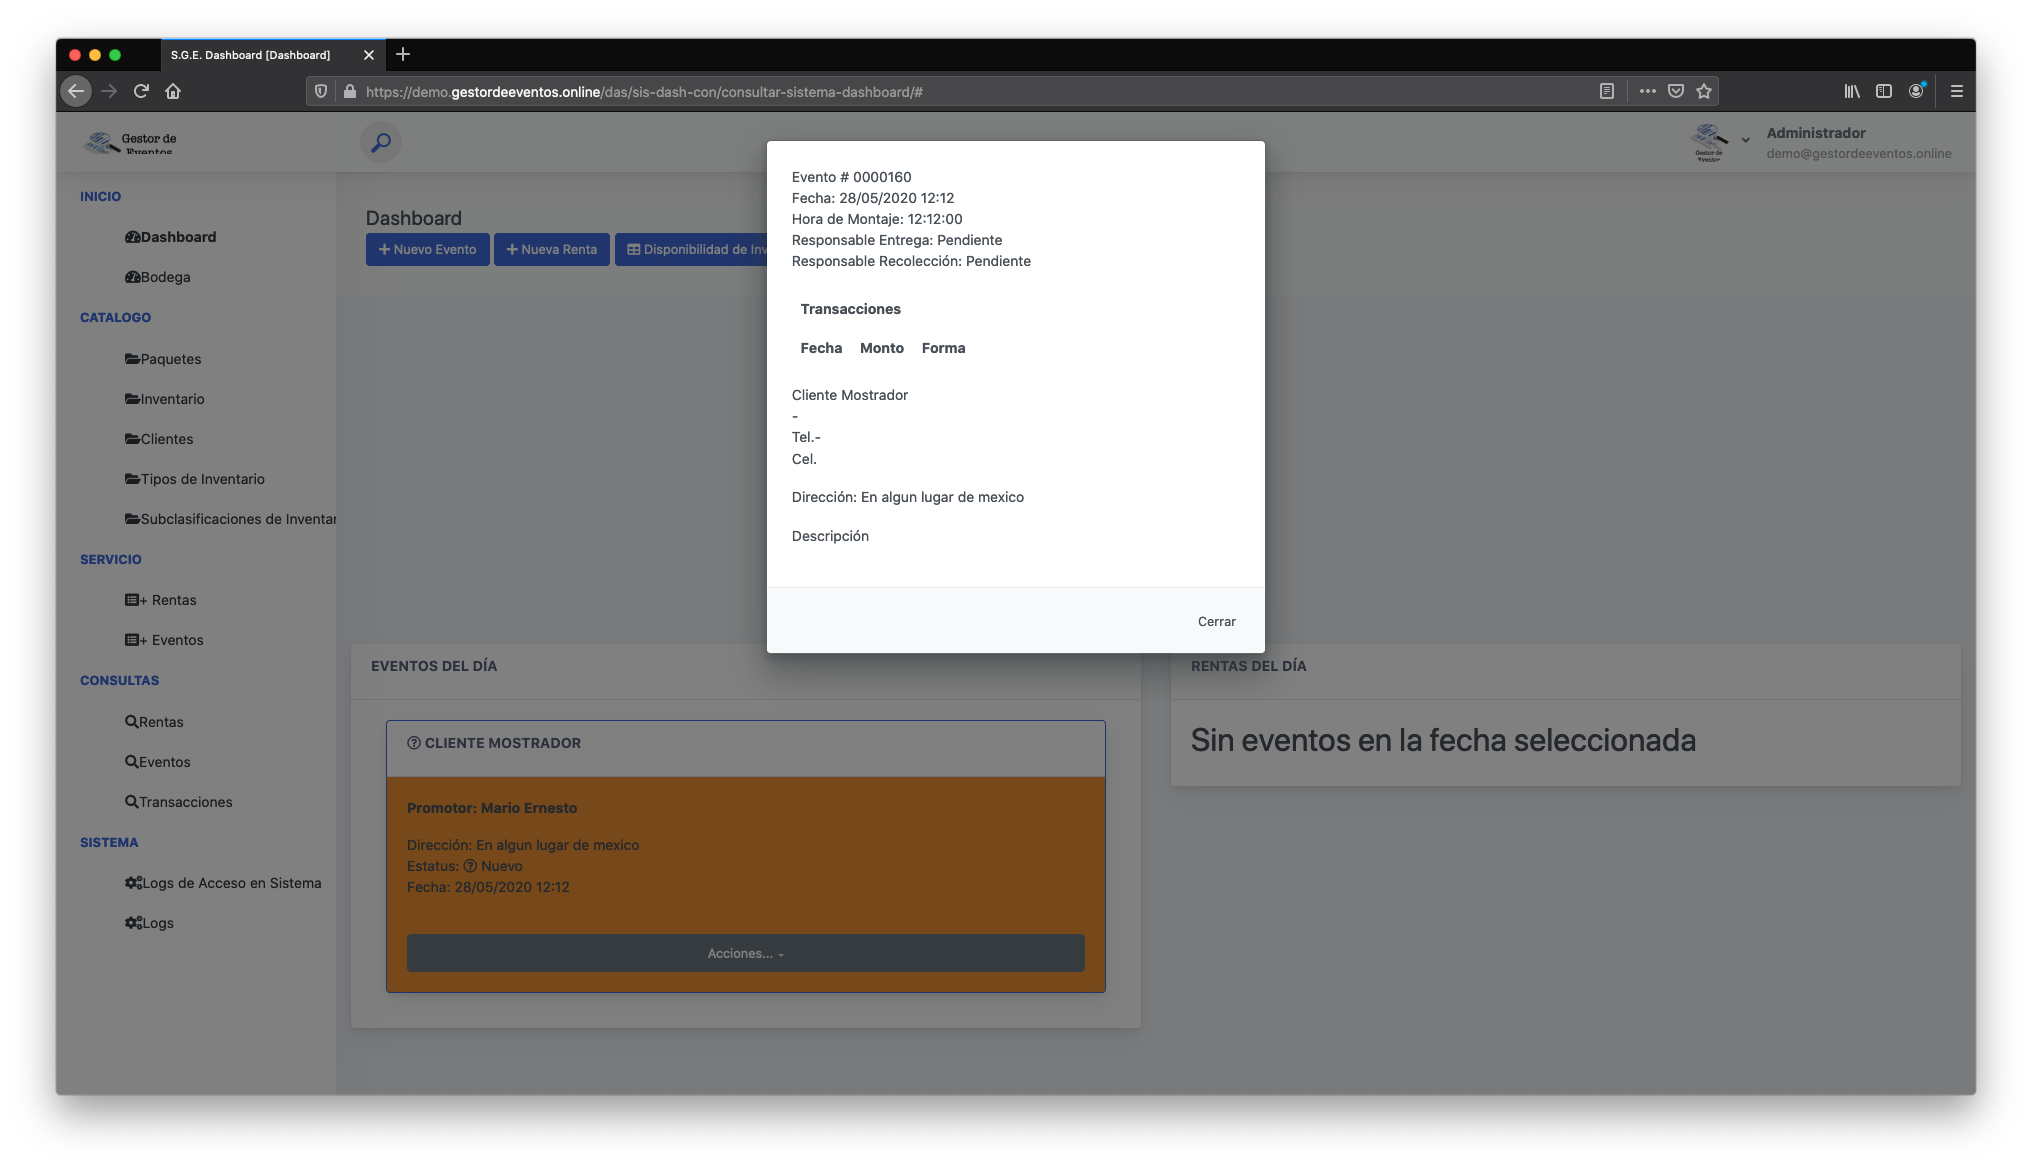 S.G.E. Dashboard [Dashboard]
https://demo.gestordeeventos.online/das/sis-dash-con/consultar-sistema-dashboard/#
Gestor de
Eventos
Administrador
demo@gestordeeventos.online
INICIO
Dashboard
Bodega
CATALOGO
Paquetes
Inventario
Clientes
Tipos de Inventario
Subclasificaciones de Inventar
SERVICIO
+ Rentas
+ Eventos
CONSULTAS
Rentas
Eventos
Transacciones
SISTEMA
Logs de Acceso en Sistema
Logs
Dashboard
+ Nuevo Evento
+ Nueva Renta
Disponibilidad de Inv
Evento # 0000160
Fecha: 28/05/2020 12:12
Hora de Montaje: 12:12:00
Responsable Entrega: Pendiente
Responsable Recolección: Pendiente
Transacciones
Fecha Monto Forma
Cliente Mostrador
-
Tel.-
Cel.
Dirección: En algun lugar de mexico
Descripción
Cerrar
EVENTOS DEL DÍA
CLIENTE MOSTRADOR
Promotor: Mario Ernesto
Dirección: En algun lugar de mexico
Estatus: Nuevo
Fecha: 28/05/2020 12:12
Acciones...
RENTAS DEL DÍA
Sin eventos en la fecha seleccionada